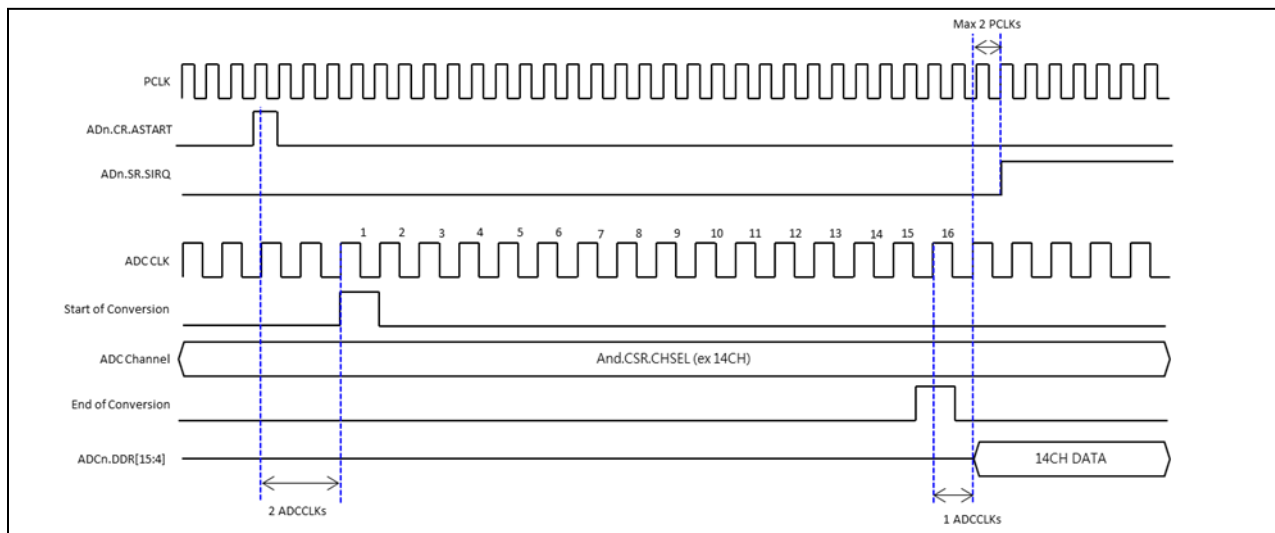 Max 2 PCLKs
PCLK
ADn.CR.ASTART
ADn.SR.SIRQ
1 2 3 4 5 6 7 8 9 10 11 12 13 14 15 16
ADC CLK
Start of Conversion
ADC Channel
And.CSR.CHSEL (ex 14CH)
End of Conversion
ADCn.DDR[15:4]
14CH DATA
2 ADCCLKs
1 ADCCLKs